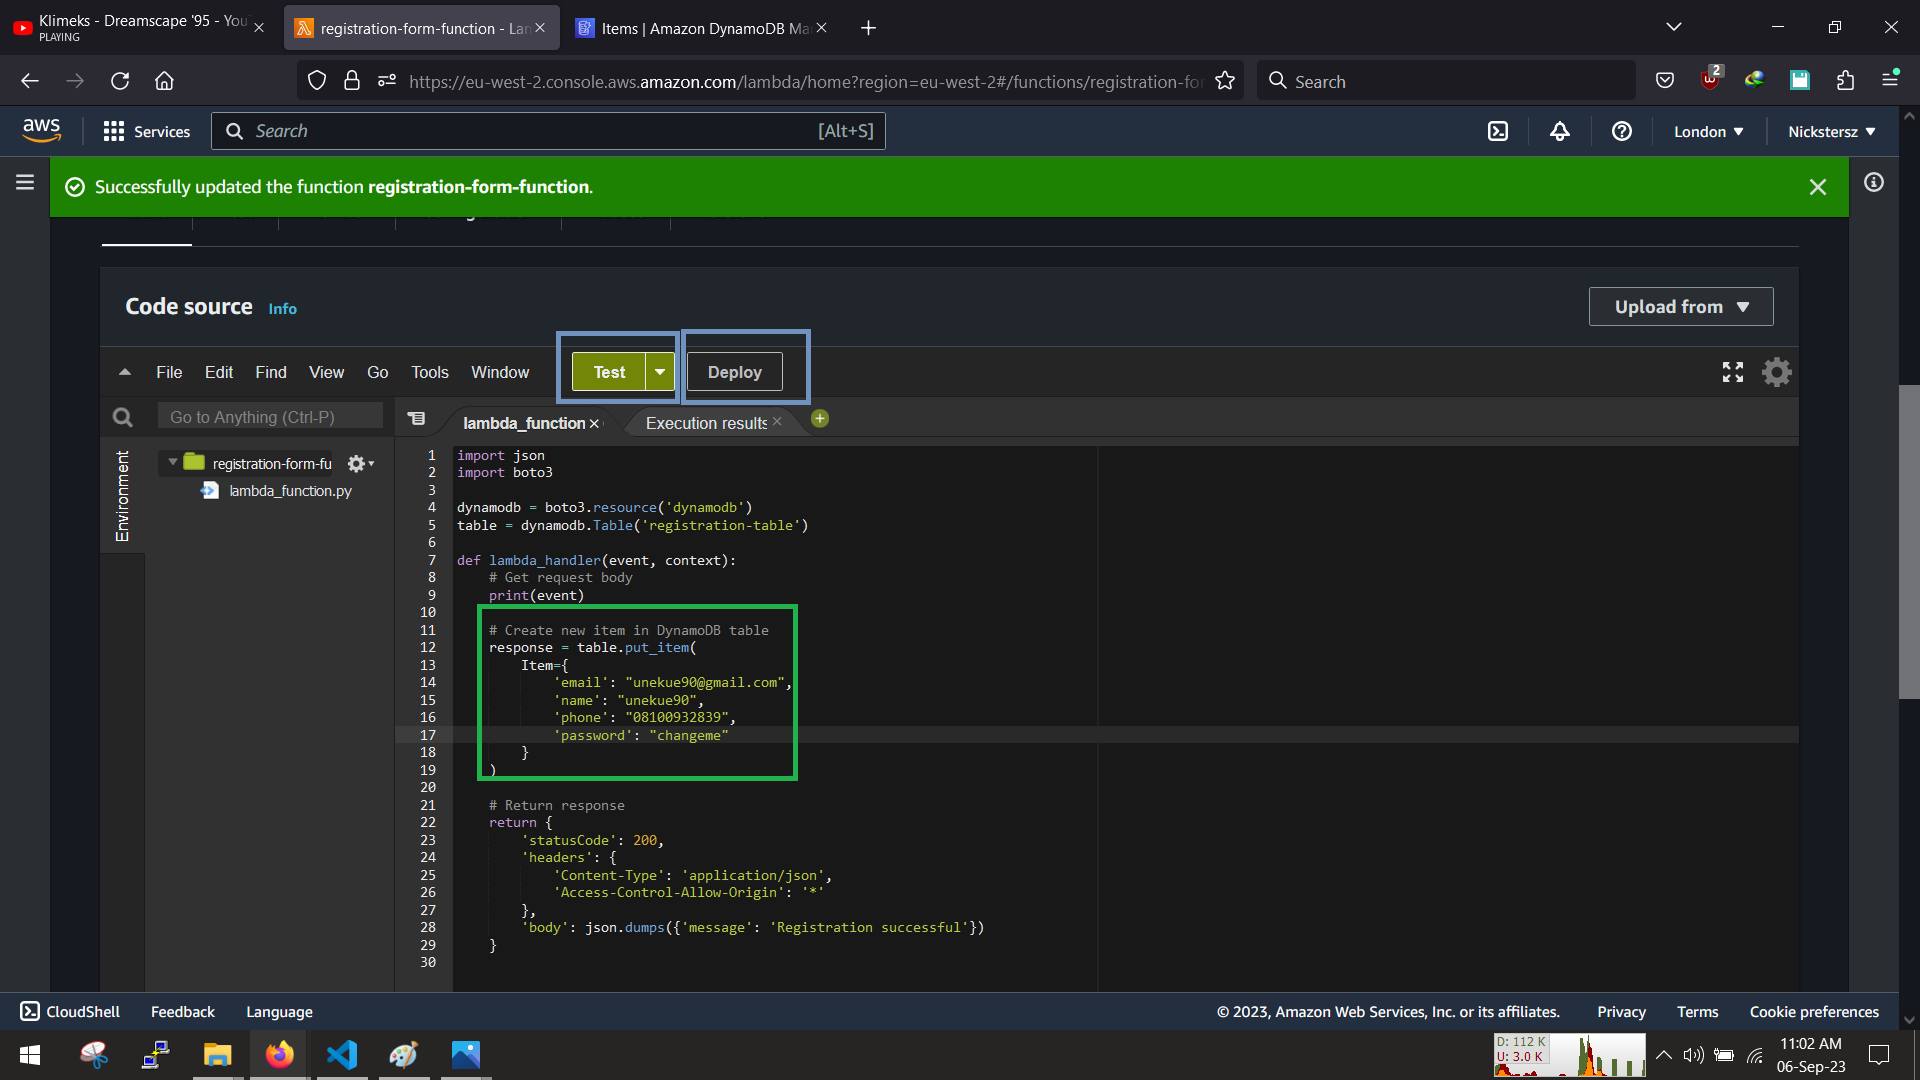 Klimeks - Dreamscape '95 - You
PLAYING
registration-form-function - Lam
Items | Amazon DynamoDB Ma
https://eu-west-2.console.aws.amazon.com/lambda/home?region=eu-west-2#/functions/registration-for
Search
2
aws
Services
Search
[Alt+S]
London
Nickstersz
Successfully updated the function registration-form-function.
Code source
Info
Upload from
File
Edit
Find
View
Go
Tools
Window
Test
Deploy
Go to Anything (Ctrl-P)
lambda_function
Execution results
Environment
registration-form-fu
lambda_function.py
1 import json
2 import boto3
3
4 dynamodb = boto3.resource('dynamodb')
5 table = dynamodb.Table('registration-table')
6
7 def lambda_handler(event, context):
8 # Get request body
9 print(event)
10
11 # Create new item in DynamoDB table
12 response = table.put_item(
13 Item={
14 'email': "unekue90@gmail.com",
15 'name': "unekue90",
16 'phone': "08100932839",
17 'password': "changeme"
18 }
19 )
20
21 # Return response
22 return {
23 'statusCode': 200,
24 'headers': {
25 'Content-Type': 'application/json',
26 'Access-Control-Allow-Origin': '*'
27 },
28 'body': json.dumps({'message': 'Registration successful'})
29 }
30
CloudShell
Feedback
Language
© 2023, Amazon Web Services, Inc. or its affiliates.
Privacy
Terms
Cookie preferences
D: 112 K
U: 3.0 K
11:02 AM
06-Sep-23